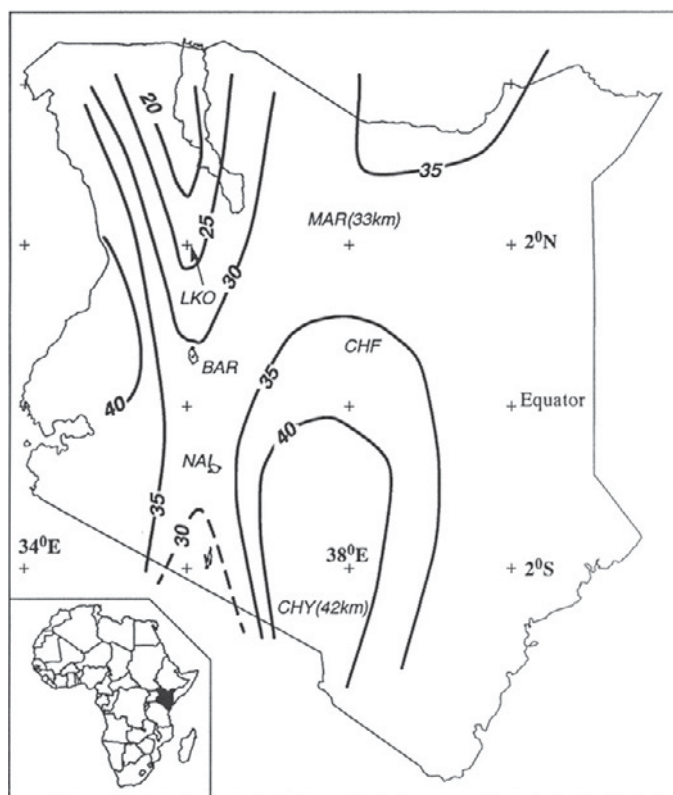 20
35
25
MAR(33km)
2⁰N
30
LKO
CHF
BAR
35
40
Equator
40
NAI
35
30
34⁰E
38⁰E
2⁰S
CHY(42km)